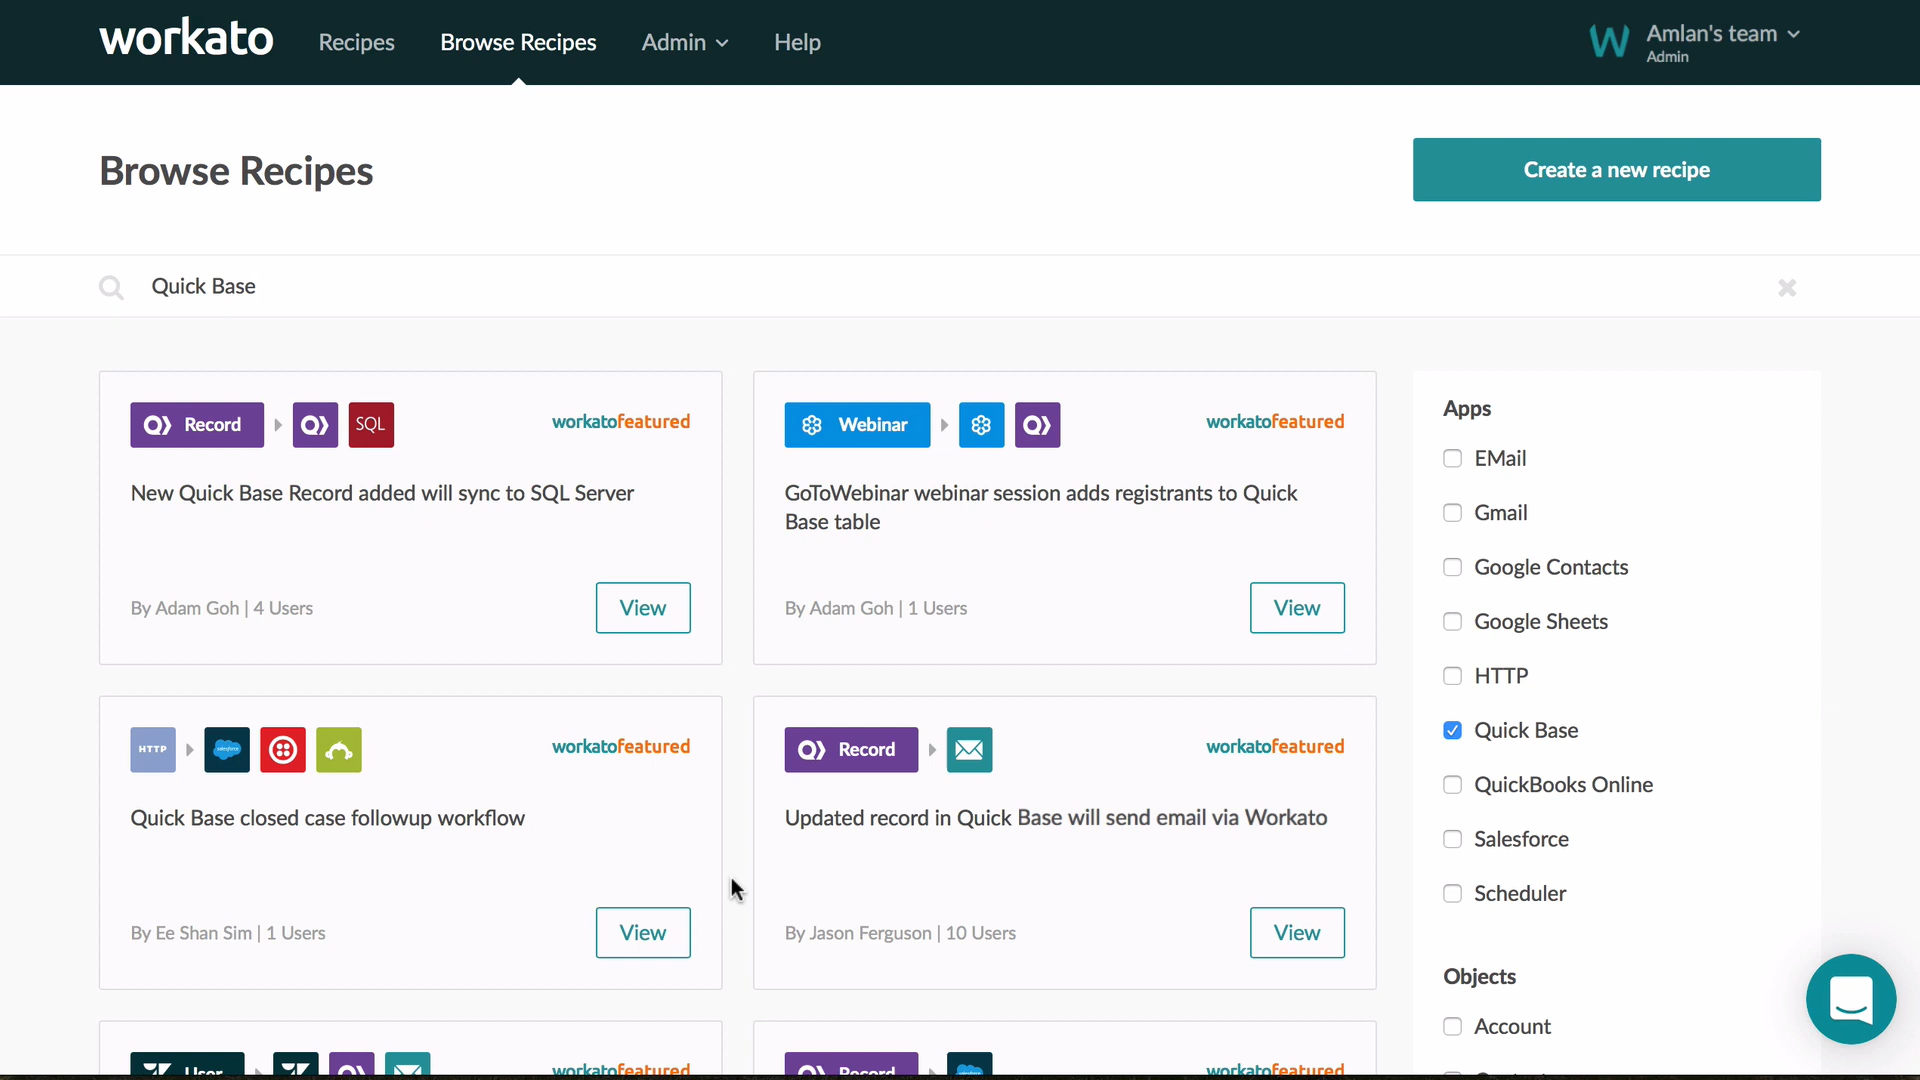 workato Recipes Browse Recipes Admin Help Amlan's team
Admin
Browse Recipes
Create a new recipe
Quick Base
Record SQL workatofeatured
New Quick Base Record added will sync to SQL Server
By Adam Goh | 4 Users View
Webinar workatofeatured
GoToWebinar webinar session adds registrants to Quick
Base table
By Adam Goh | 1 Users View
HTTP salesforce workatofeatured
Quick Base closed case followup workflow
By Ee Shan Sim | 1 Users View
Record workatofeatured
Updated record in Quick Base will send email via Workato
By Jason Ferguson | 10 Users View
User workatofeatured
Record workatofeatured
Apps
EMail
Gmail
Google Contacts
Google Sheets
HTTP
Quick Base
QuickBooks Online
Salesforce
Scheduler
Objects
Account